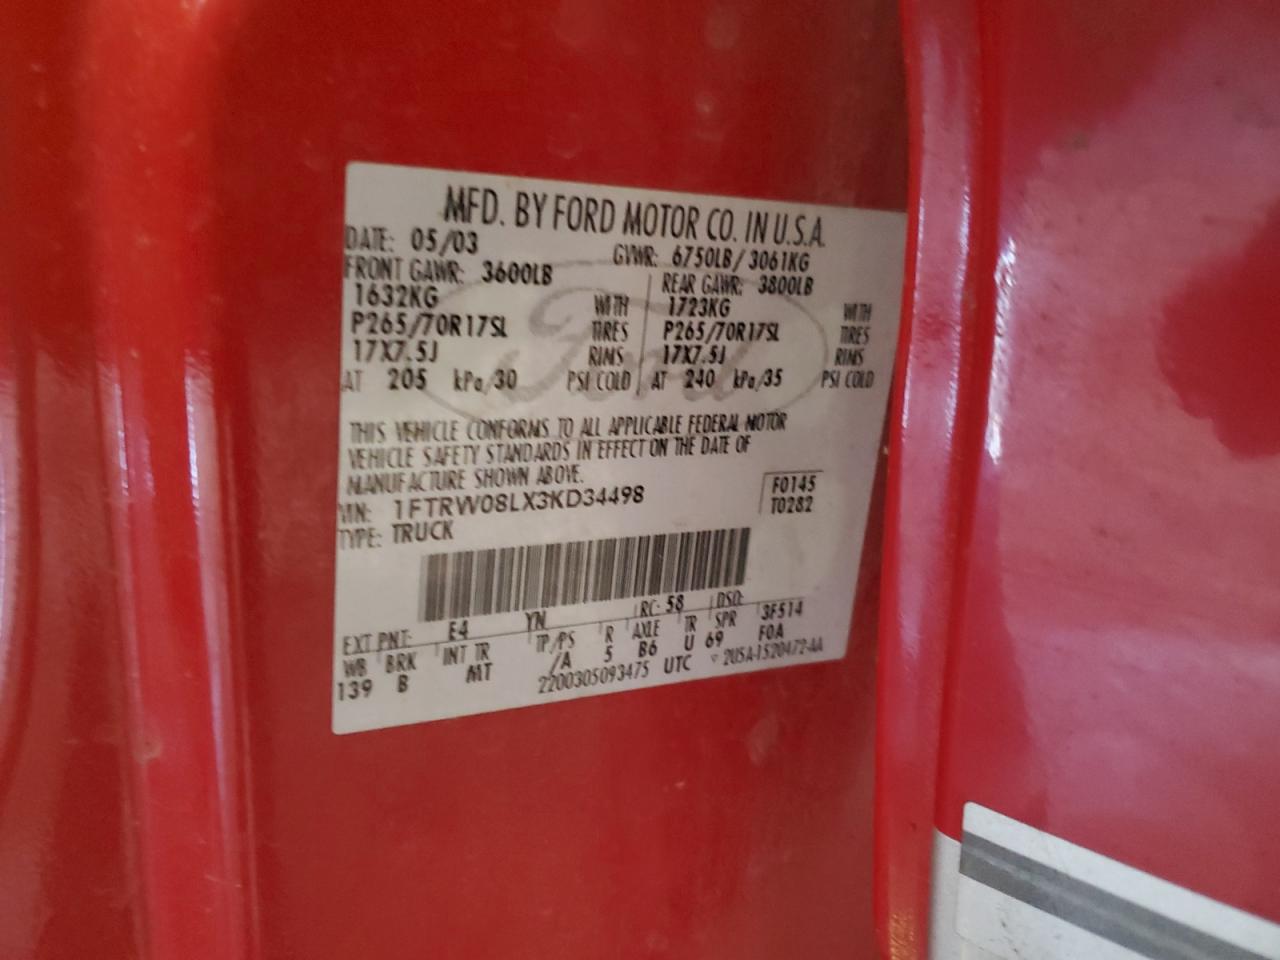 MFD. BY FORD MOTOR CO. IN U.S.A.
DATE: 05/03 GVWR: 6750LB/ 3061KG
FRONT GAWR: 3600LB REAR GAWR: 3800LB
1632KG WITH 1723KG WITH
P265/70R17SL TIRES P265/70R17SL TIRES
17X7.5J RIMS 17X7.5J RIMS
AT 205 kPa/30 PSI COLD AT 240 kPa/35 PSI COLD
Ford
THIS VEHICLE CONFORMS TO ALL APPLICABLE FEDERAL MOTOR
VEHICLE SAFETY STANDARDS IN EFFECT ON THE DATE OF
MANUFACTURE SHOWN ABOVE.
VIN: 1FTRW08LX3KD34498 F0145
TYPE: TRUCK T0282
EXT PNT: E4 YN RC: 58 DSO: 3F514
WB BRK INT TR TP/PS R AXLE TR SPR F0A
139 B MT /A 5 B6 U 69
2200305093475 UTC ▽ 2U5A-1520472-AA